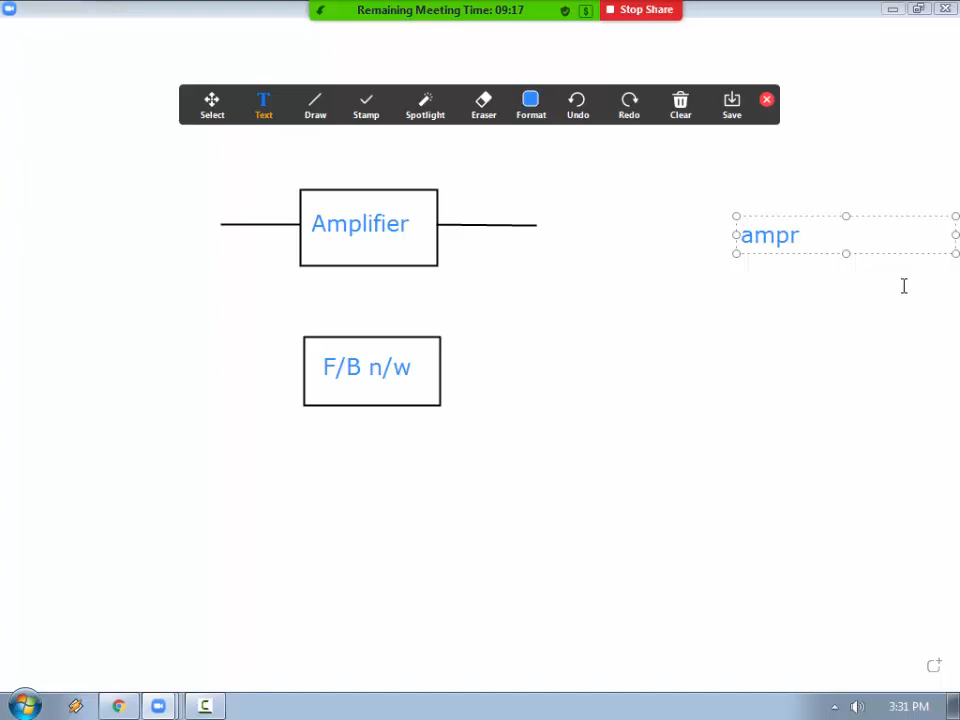 Remaining Meeting Time: 09:17
$
Stop Share
Select Text Draw Stamp Spotlight Eraser Format Undo Redo Clear Save
Amplifier
ampr
F/B n/w
3:31 PM